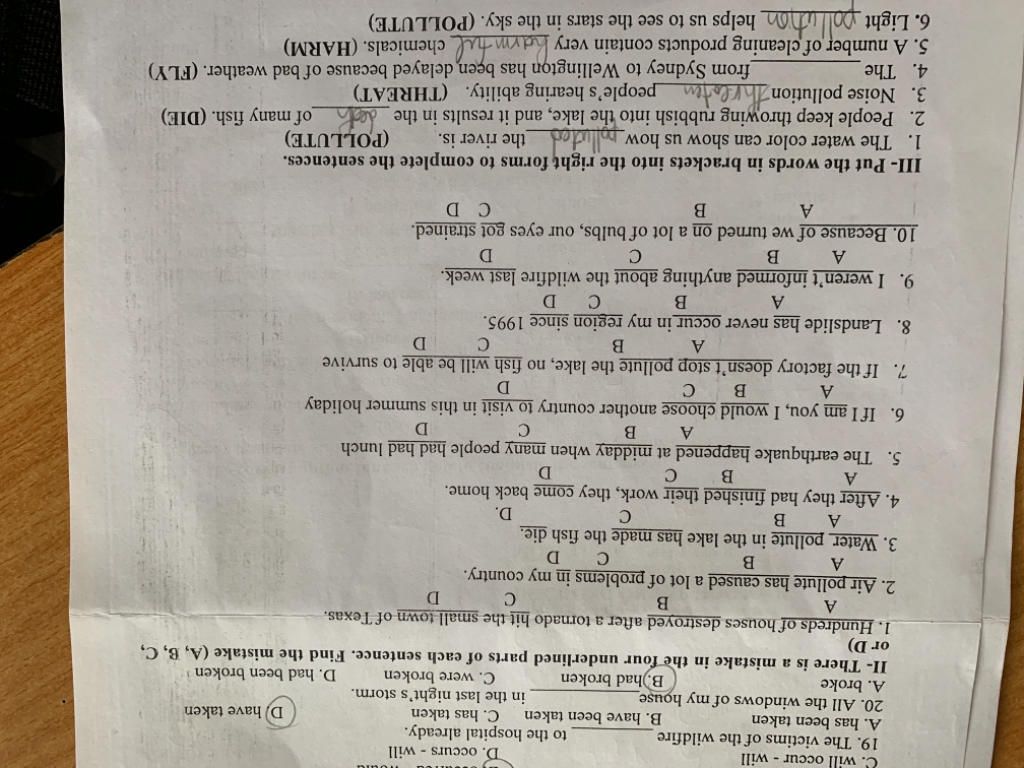 C. will occur - will D. occurs - will
19. The victims of the wildfire ________ to the hospital already.
A. has been taken B. have been taken C. has taken D have taken
20. All the windows of my house ________ in the last night's storm.
A. broke B. had broken C. were broken D. had been broken
II- There is a mistake in the four underlined parts of each sentence. Find the mistake (A, B, C,
or D)
1. Hundreds of houses destroyed after a tornado hit the small town of Texas.
A B C D
2. Air pollute has caused a lot of problems in my country.
A B C D
3. Water pollute in the lake has made the fish die.
A B C D.
4. After they had finished their work, they come back home.
A B C D
5. The earthquake happened at midday when many people had had lunch
A B C D
6. If I am you, I would choose another country to visit in this summer holiday
A B C D
7. If the factory doesn't stop pollute the lake, no fish will be able to survive
A B C D
8. Landslide has never occur in my region since 1995.
A B C D
9. I weren't informed anything about the wildfire last week.
A B C D
10. Because of we turned on a lot of bulbs, our eyes got strained.
A B C D
III- Put the words in brackets into the right forms to complete the sentences.
1. The water color can show us how polluted the river is. (POLLUTE)
2. People keep throwing rubbish into the lake, and it results in the deth of many fish. (DIE)
3. Noise pollution threaten people's hearing ability. (THREAT)
4. The ________ from Sydney to Wellington has been delayed because of bad weather. (FLY)
5. A number of cleaning products contain very harmful chemicals. (HARM)
6. Light pollution helps us to see the stars in the sky. (POLLUTE)